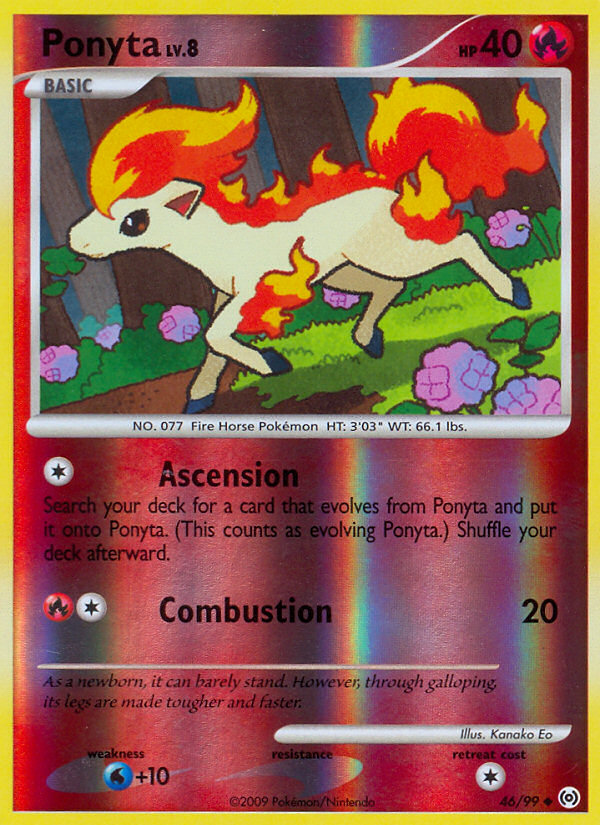 Ponyta LV.8 HP 40
BASIC
NO. 077 Fire Horse Pokémon HT: 3'03" WT: 66.1 lbs.
Ascension
Search your deck for a card that evolves from Ponyta and put
it onto Ponyta. (This counts as evolving Ponyta.) Shuffle your
deck afterward.
Combustion 20
As a newborn, it can barely stand. However, through galloping,
its legs are made tougher and faster.
Illus. Kanako Eo
weakness resistance retreat cost
+10
©2009 Pokémon/Nintendo 46/99